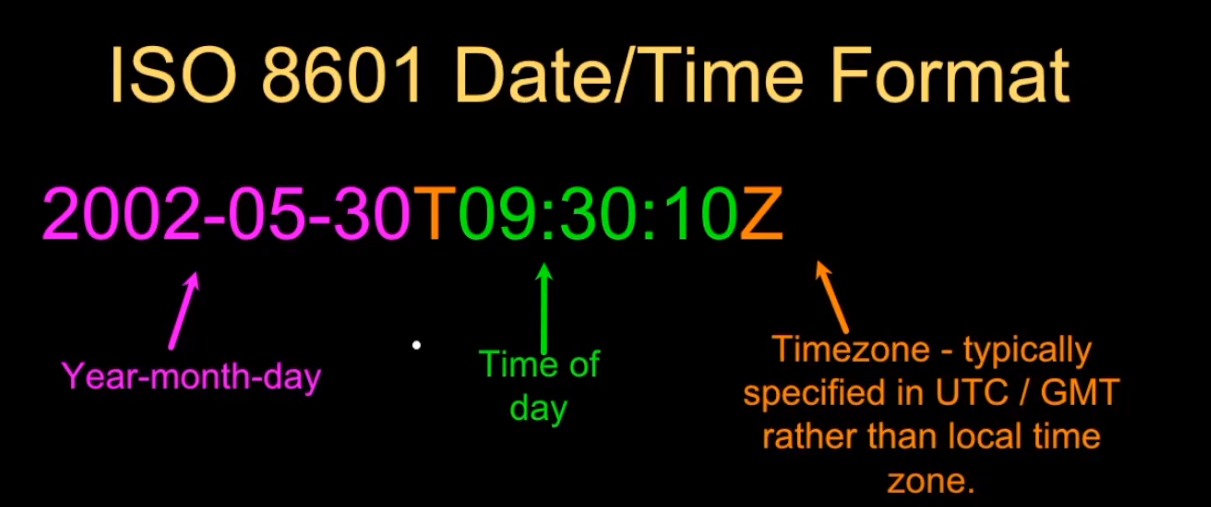 ISO 8601 Date/Time Format
2002-05-30T09:30:10Z
Year-month-day
Time of
day
Timezone - typically
specified in UTC / GMT
rather than local time
zone.